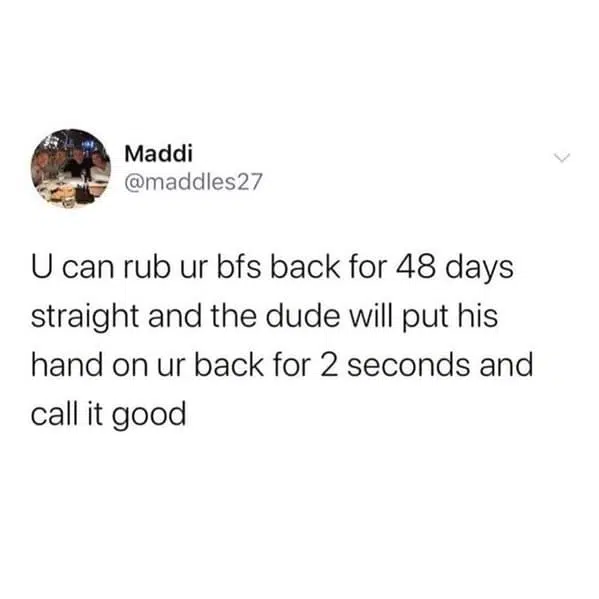 Maddi
@maddles27
U can rub ur bfs back for 48 days
straight and the dude will put his
hand on ur back for 2 seconds and
call it good